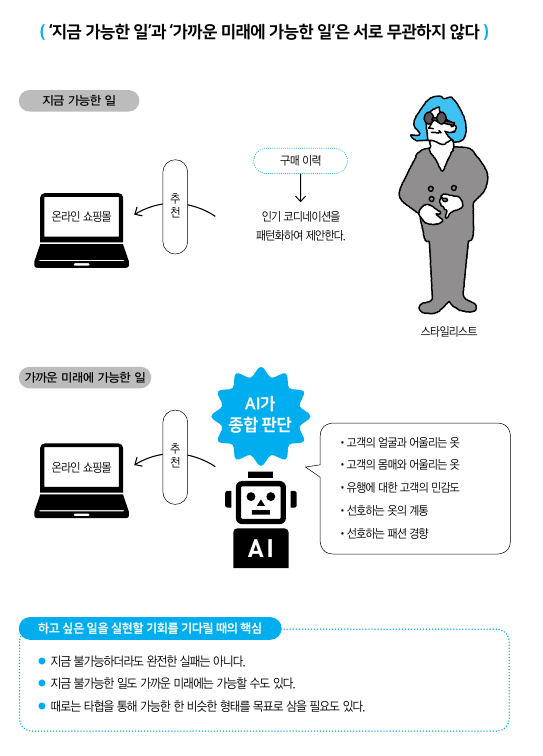 ( ‘지금 가능한 일’과 ‘가까운 미래에 가능한 일’은 서로 무관하지 않다 )
지금 가능한 일
구매 이력
추천
온라인 쇼핑몰
인기 코디네이션을
패턴화하여 제안한다.
스타일리스트
가까운 미래에 가능한 일
AI가
종합 판단
추천
온라인 쇼핑몰
• 고객의 얼굴과 어울리는 옷
• 고객의 몸매와 어울리는 옷
• 유행에 대한 고객의 민감도
• 선호하는 옷의 계통
• 선호하는 패션 경향
AI
하고 싶은 일을 실현할 기회를 기다릴 때의 핵심
● 지금 불가능하더라도 완전한 실패는 아니다.
● 지금 불가능한 일도 가까운 미래에는 가능할 수도 있다.
● 때로는 타협을 통해 가능한 한 비슷한 형태를 목표로 삼을 필요도 있다.